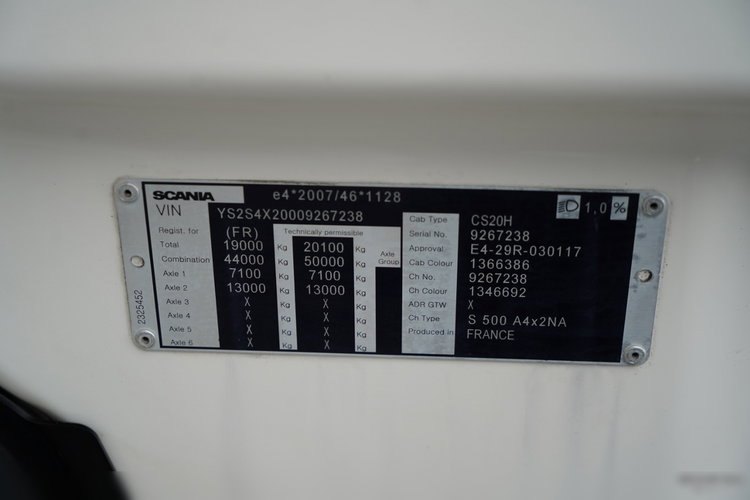 SCANIA e4*2007/46*1128 1,0 %
VIN YS2S4X20009267238
Regist. for (FR) Technically permissible
Total 19000 Kg 20100 Kg
Combination 44000 Kg 50000 Kg Axle Group
Axle 1 7100 Kg 7100 Kg
Axle 2 13000 Kg 13000 Kg
Axle 3 X Kg X Kg
Axle 4 X Kg X Kg
Axle 5 X Kg X Kg
Axle 6 X Kg X Kg
Cab Type CS20H
Serial No. 9267238
Approval E4-29R-030117
Cab Colour 1366386
Ch No. 9267238
Ch Colour 1346692
ADR GTW X
Ch Type S 500 A4x2NA
Produced in FRANCE
2325452